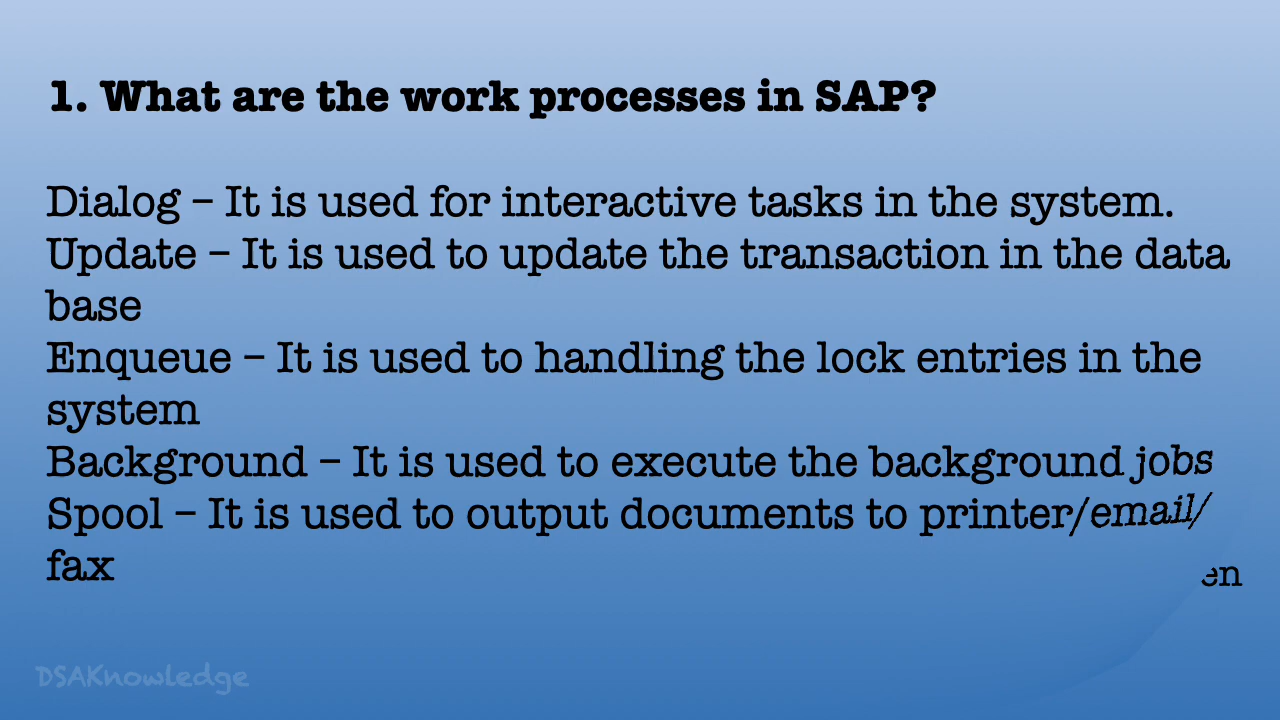 1. What are the work processes in SAP?
Dialog – It is used for interactive tasks in the system.
Update – It is used to update the transaction in the data
base
Enqueue – It is used to handling the lock entries in the
system
Background – It is used to execute the background jobs
Spool – It is used to output documents to printer/email/
fax
DSAKnowledge